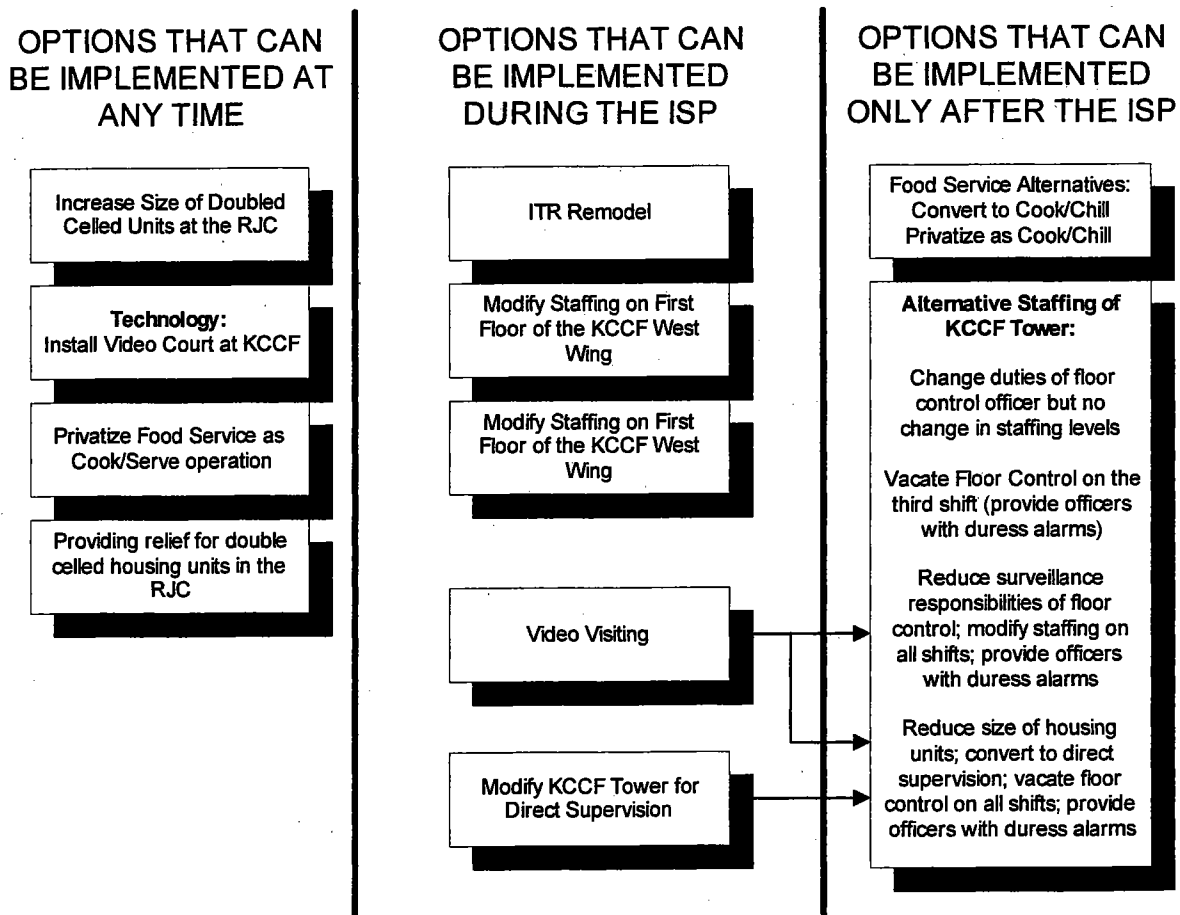 OPTIONS THAT CAN
BE IMPLEMENTED AT
ANY TIME
Increase Size of Doubled
Celled Units at the RJC
Technology:
Install Video Court at KCCF
Privatize Food Service as
Cook/Serve operation
Providing relief for double
celled housing units in the
RJC
OPTIONS THAT CAN
BE IMPLEMENTED
DURING THE ISP
ITR Remodel
Modify Staffing on First
Floor of the KCCF West
Wing
Modify Staffing on First
Floor of the KCCF West
Wing
Video Visiting
Modify KCCF Tower for
Direct Supervision
OPTIONS THAT CAN
BE IMPLEMENTED
ONLY AFTER THE ISP
Food Service Alternatives:
Convert to Cook/Chill
Privatize as Cook/Chill
Alternative Staffing of
KCCF Tower:
Change duties of floor
control officer but no
change in staffing levels
Vacate Floor Control on the
third shift (provide officers
with duress alarms)
Reduce surveillance
responsibilities of floor
control; modify staffing on
all shifts; provide officers
with duress alarms
Reduce size of housing
units; convert to direct
supervision; vacate floor
control on all shifts; provide
officers with duress alarms